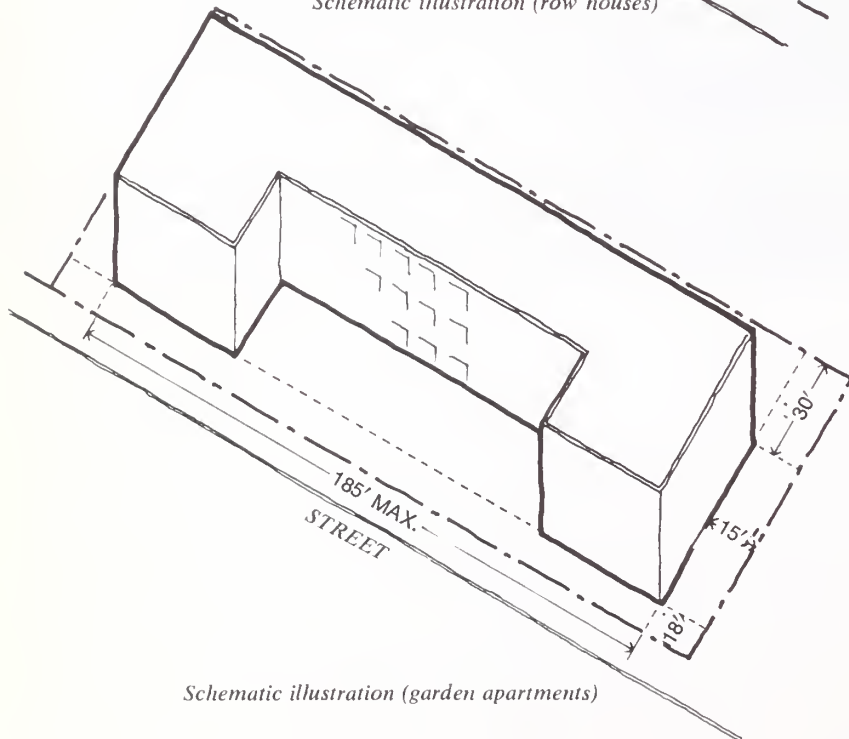 Schematic illustration (row houses)
30'
185' MAX.
15'
STREET
18'
Schematic illustration (garden apartments)